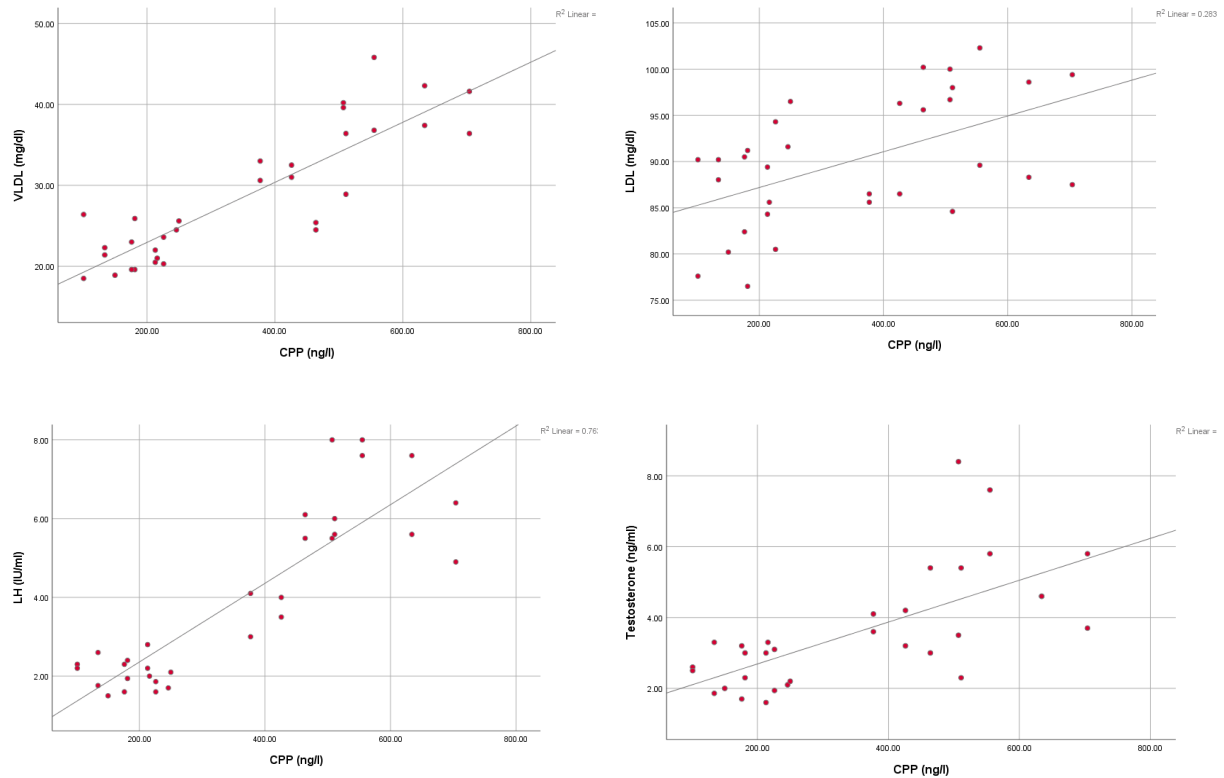 R² Linear =
50.00
40.00
30.00
20.00
VLDL (mg/dl)
200.00 400.00 600.00 800.00
CPP (ng/l)
R² Linear = 0.283
105.00
100.00
95.00
90.00
85.00
80.00
75.00
LDL (mg/dl)
200.00 400.00 600.00 800.00
CPP (ng/l)
R² Linear = 0.76
8.00
6.00
4.00
2.00
LH (IU/ml)
200.00 400.00 600.00 800.00
CPP (ng/l)
R² Linear =
8.00
6.00
4.00
2.00
Testosterone (ng/ml)
200.00 400.00 600.00 800.00
CPP (ng/l)